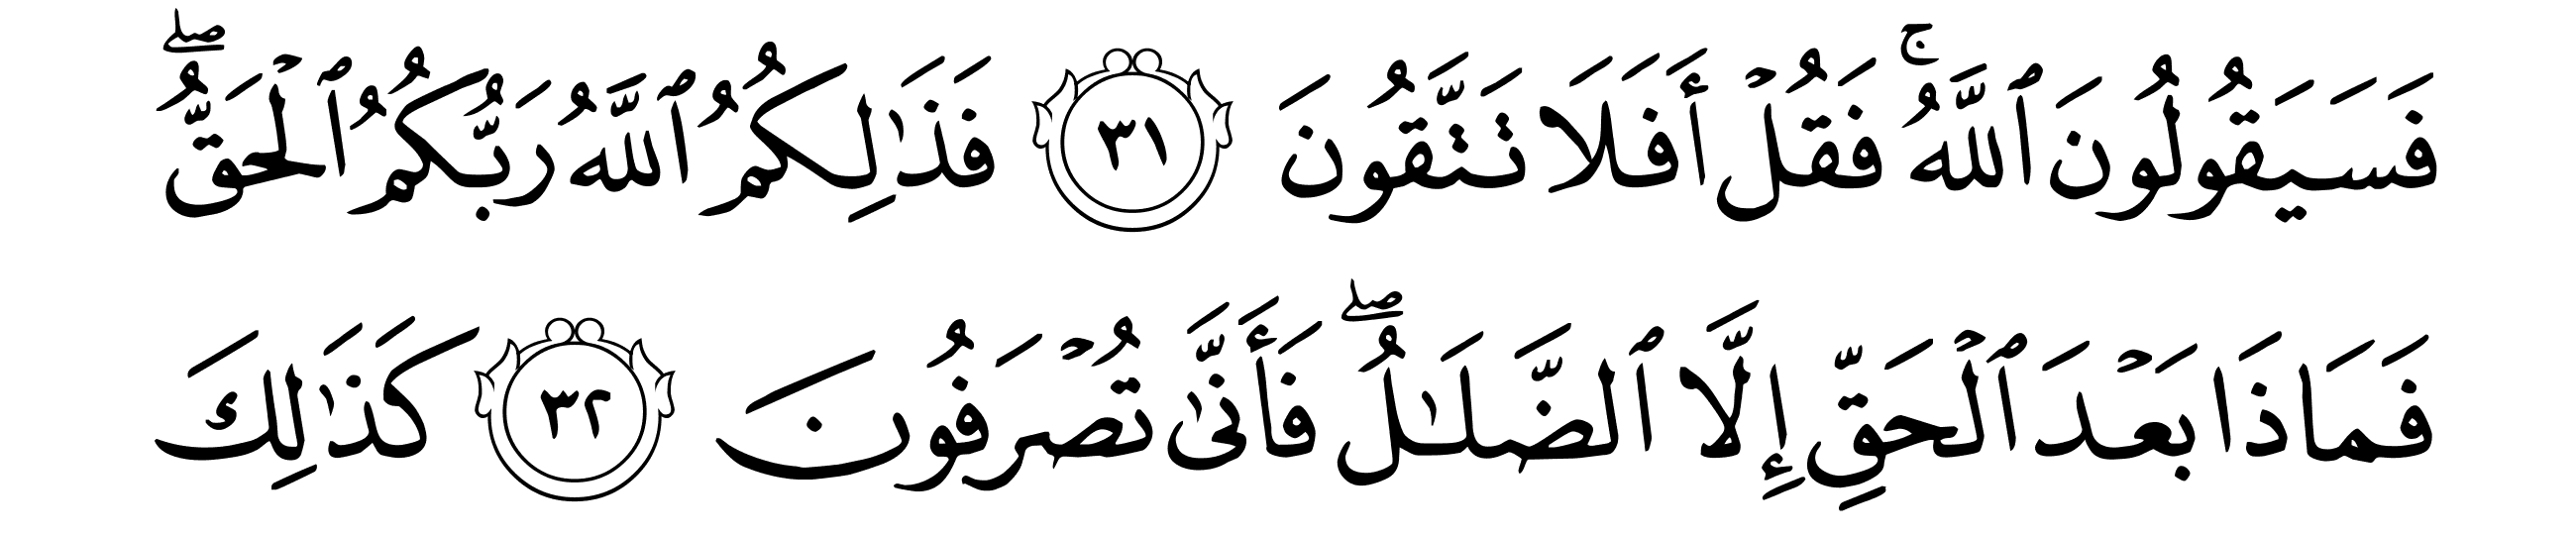 فَسَيَقُولُونَ ٱللَّهُۚ فَقُلۡ أَفَلَا تَتَّقُونَ ٣١ فَذَٰلِكُمُ ٱللَّهُ رَبُّكُمُ ٱلۡحَقُّۖ
فَمَاذَا بَعۡدَ ٱلۡحَقِّ إِلَّا ٱلضَّلَٰلُۖ فَأَنَّىٰ تُصۡرَفُونَ ٣٢ كَذَٰلِكَ